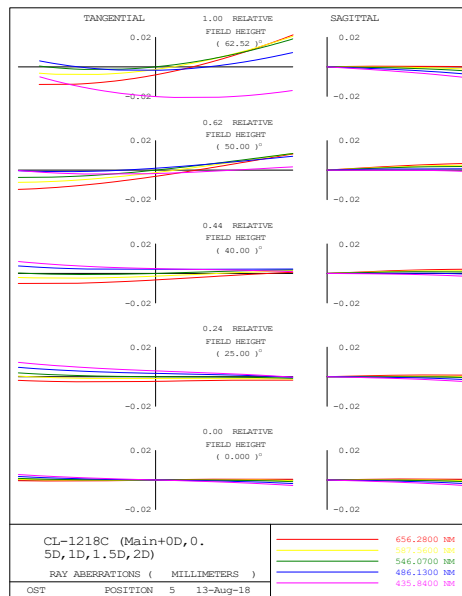 TANGENTIAL 1.00 RELATIVE SAGITTAL
FIELD HEIGHT
( 62.52 )°
0.02 0.02
-0.02 -0.02
0.62 RELATIVE
FIELD HEIGHT
( 50.00 )°
0.02 0.02
-0.02 -0.02
0.44 RELATIVE
FIELD HEIGHT
( 40.00 )°
0.02 0.02
-0.02 -0.02
0.24 RELATIVE
FIELD HEIGHT
( 25.00 )°
0.02 0.02
-0.02 -0.02
0.00 RELATIVE
FIELD HEIGHT
( 0.000 )°
0.02 0.02
-0.02 -0.02
CL-1218C (Main+0D,0.
5D,1D,1.5D,2D)
RAY ABERRATIONS ( MILLIMETERS )
OST POSITION 5 13-Aug-18
656.2800 NM
NM
546.0700 NM
486.1300 NM
435.8400 NM